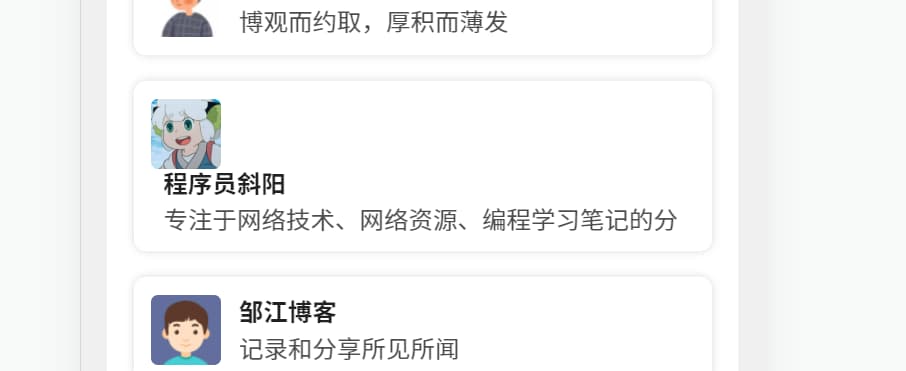 博观而约取，厚积而薄发
程序员斜阳
专注于网络技术、网络资源、编程学习笔记的分
邹江博客
记录和分享所见所闻